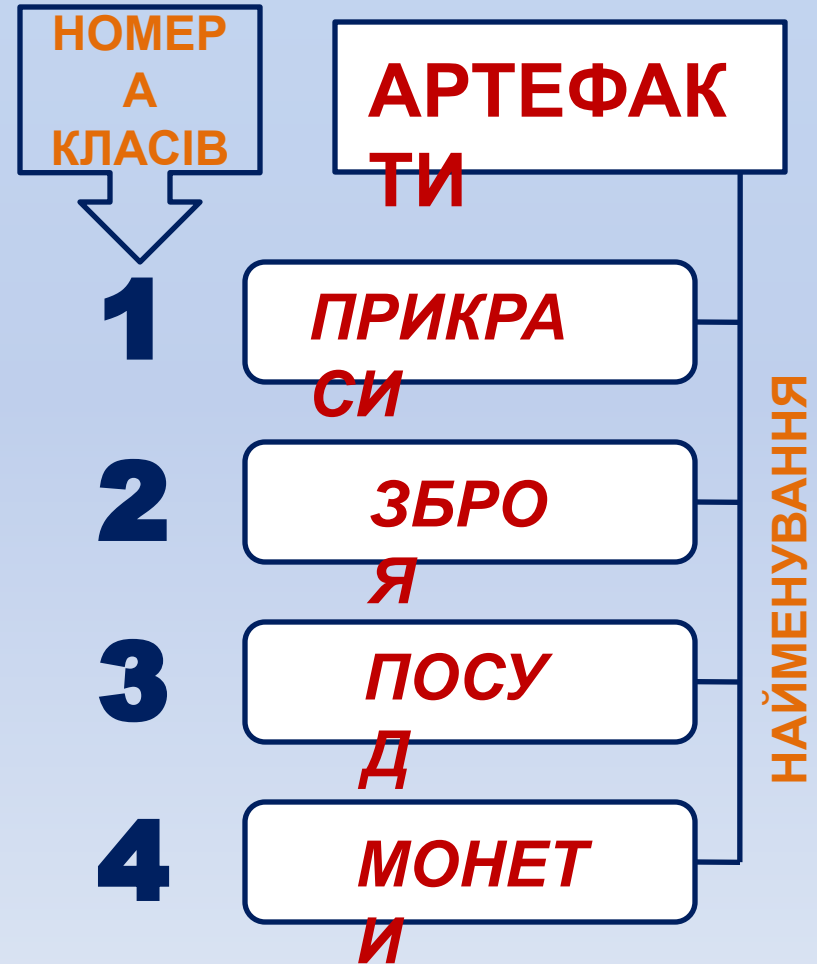 НОМЕР
А
КЛАСІВ
АРТЕФАК
ТИ
1
ПРИКРА
СИ
2
ЗБРО
Я
3
ПОСУ
Д
4
МОНЕТ
И
НАЙМЕНУВАННЯ